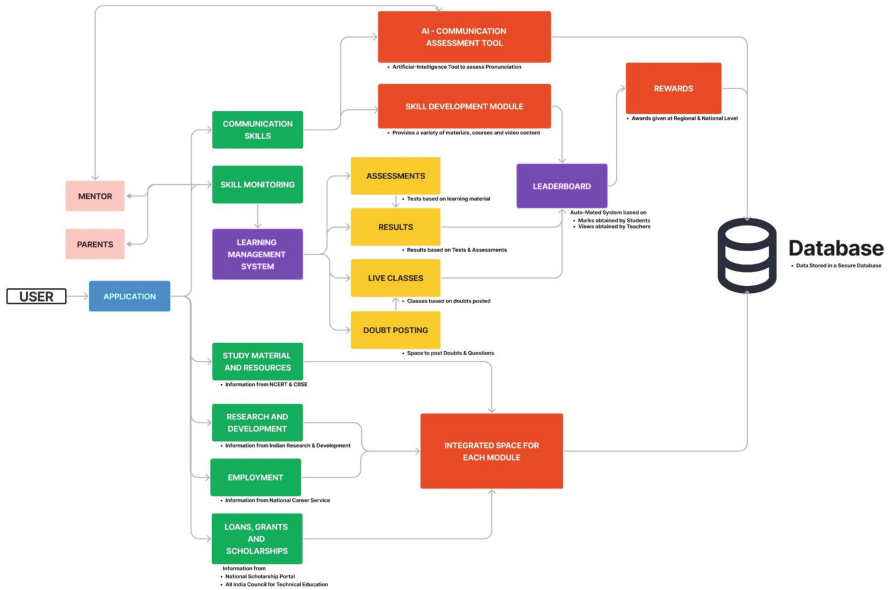 AI - COMMUNICATION
ASSESSMENT TOOL
• Artificial-Intelligence Tool to assess Pronunciation
REWARDS
• Awards given at Regional & National Level
SKILL DEVELOPMENT MODULE
• Provides a variety of materials, courses and video content
COMMUNICATION
SKILLS
ASSESSMENTS
• Tests based on learning material
SKILL MONITORING
LEADERBOARD
Auto-Mated System based on
• Marks obtained by Students
• Views obtained by Teachers
MENTOR
RESULTS
• Results based on Tests & Assessments
PARENTS
LEARNING
MANAGEMENT
SYSTEM
Database
• Data Stored in a Secure Database
LIVE CLASSES
• Classes based on doubts posted
USER
APPLICATION
DOUBT POSTING
• Space to post Doubts & Questions
STUDY MATERIAL
AND RESOURCES
• Information from NCERT & CBSE
RESEARCH AND
DEVELOPMENT
• Information from Indian Research & Development
INTEGRATED SPACE FOR
EACH MODULE
EMPLOYMENT
• Information from National Career Service
LOANS, GRANTS
AND
SCHOLARSHIPS
Information from
• National Scholarship Portal
• All India Council for Technical Education